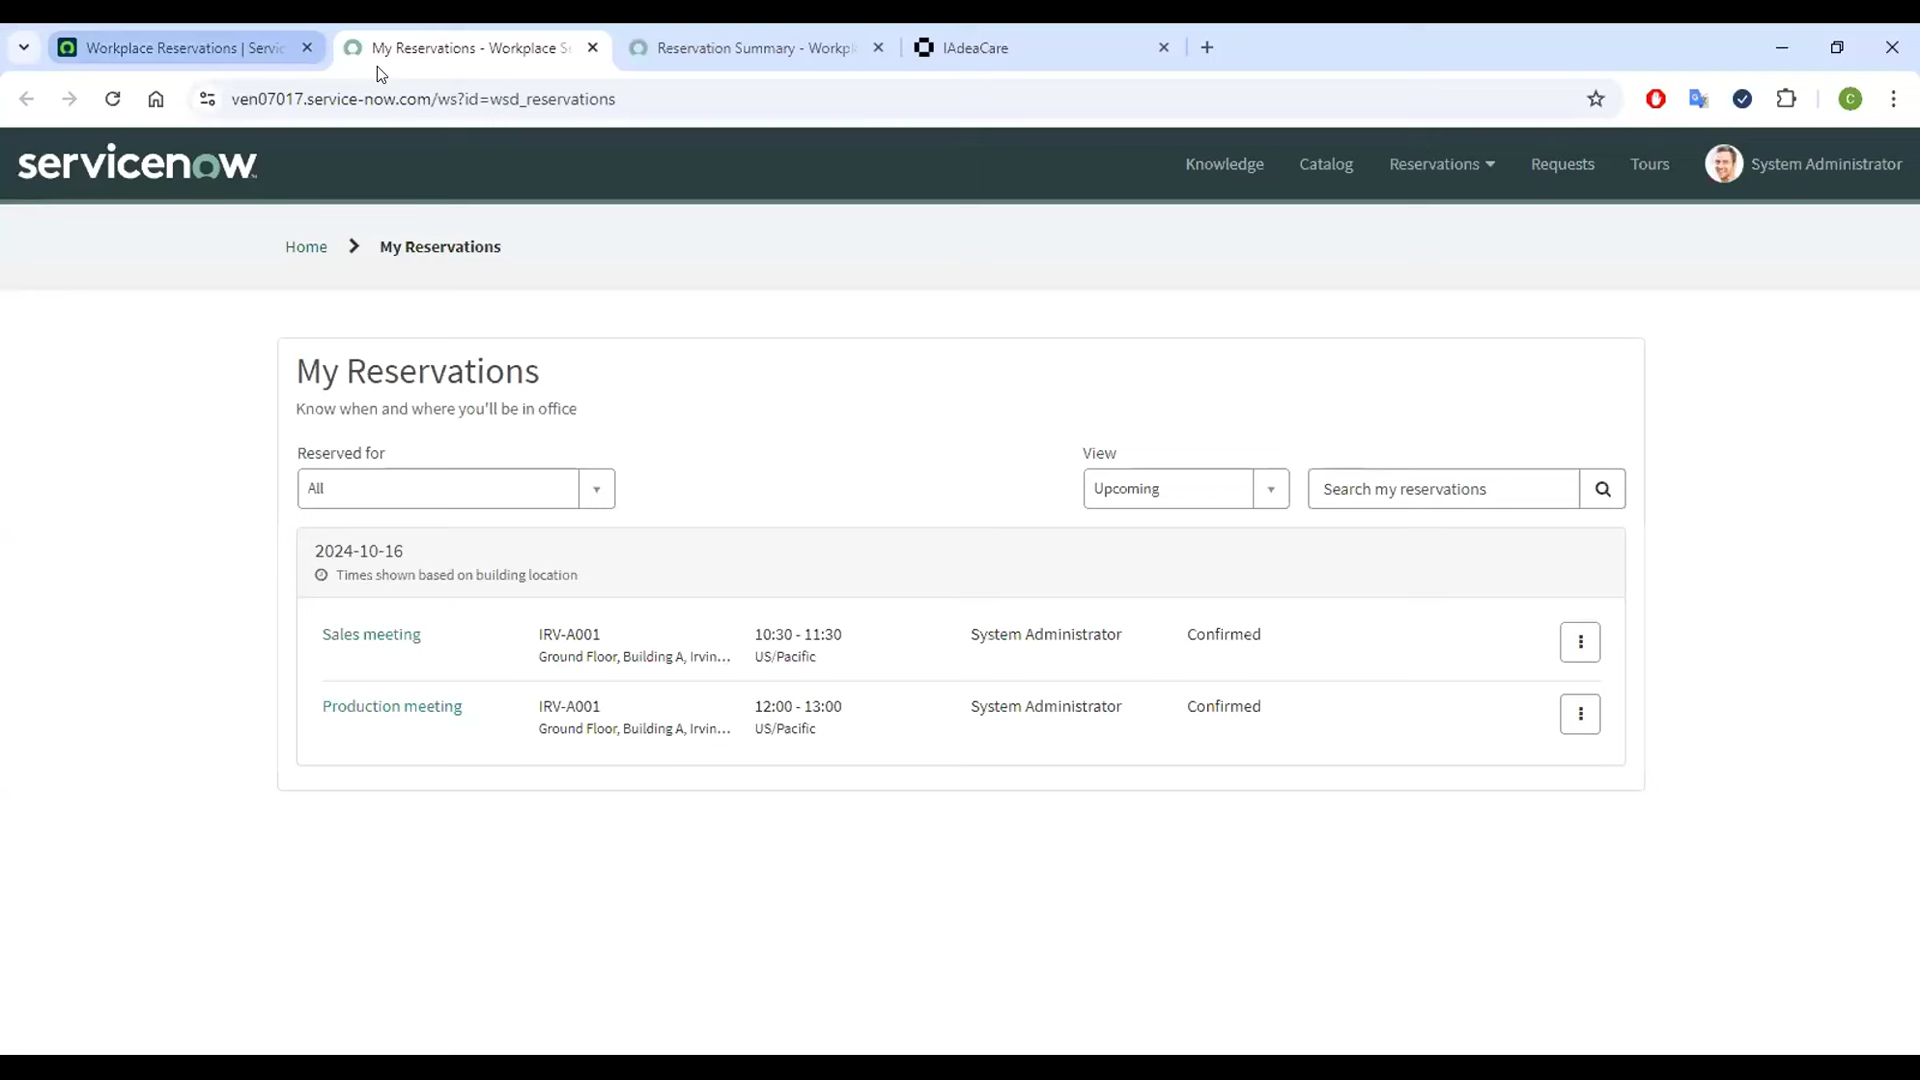 Workplace Reservations | Servic
My Reservations - Workplace S
Reservation Summary - Workpl
IAdeaCare
ven07017.service-now.com/ws?id=wsd_reservations
C
servicenow
Knowledge
Catalog
Reservations
Requests
Tours
System Administrator
Home
My Reservations
My Reservations
Know when and where you'll be in office
Reserved for
View
All
Upcoming
Search my reservations
2024-10-16
Times shown based on building location
Sales meeting
IRV-A001
10:30 - 11:30
System Administrator
Confirmed
Ground Floor, Building A, Irvin...
US/Pacific
Production meeting
IRV-A001
12:00 - 13:00
System Administrator
Confirmed
Ground Floor, Building A, Irvin...
US/Pacific